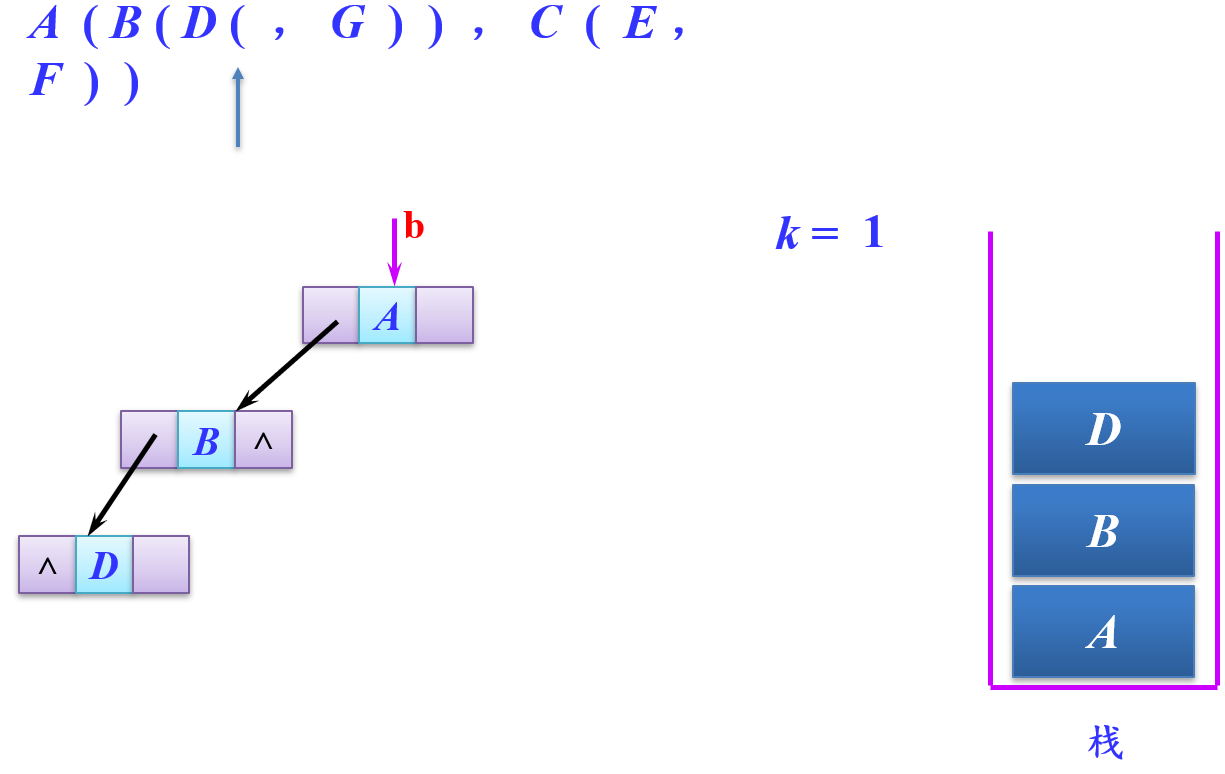 A ( B ( D ( , G ) ) , C ( E ,
F ) )
b
k = 1
A
B ^
^ D
D
B
A
栈